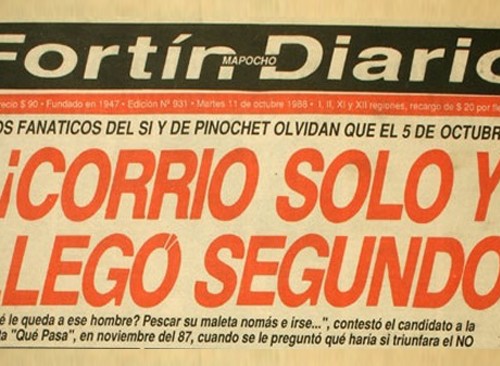 Fortín Diario
MAPOCHO
recio $ 90 • Fundado en 1947 • Edición Nº 931 • Martes 11 de octubre 1988 • I, II, XI y XII regiones, recargo de $ 20 por
OS FANATICOS DEL SI Y DE PINOCHET OLVIDAN QUE EL 5 DE OCTUBR
¡CORRIO SOLO Y
LLEGO SEGUNDO
é le queda a ese hombre? Pescar su maleta nomás e irse...", contestó el candidato a la
ta "Qué Pasa", en noviembre del 87, cuando se le preguntó qué haría si triunfara el NO